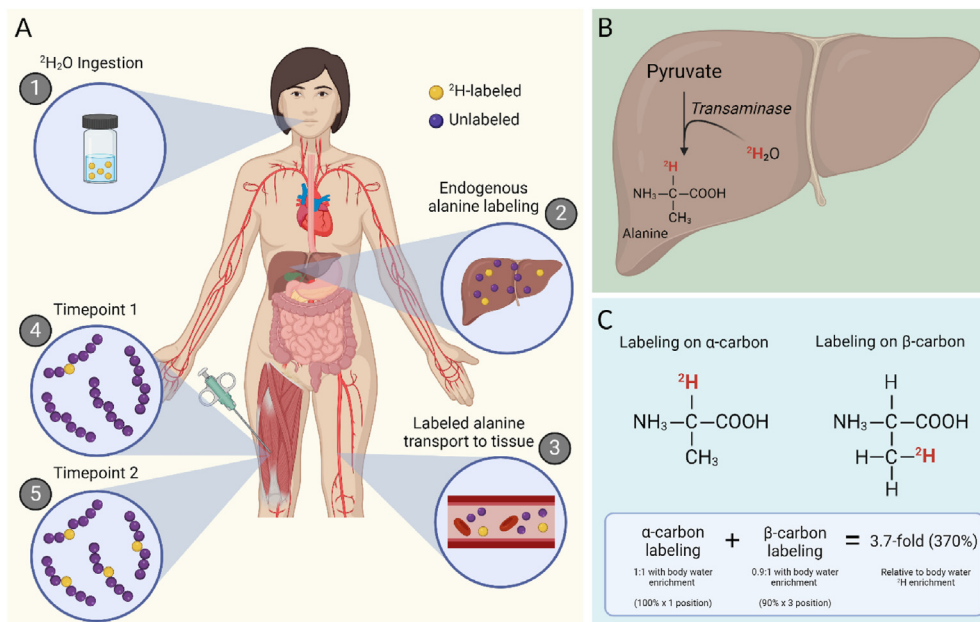 A
²H₂O Ingestion
1
²H-labeled
Unlabeled
Endogenous
alanine labeling
2
Labeled alanine
transport to tissue
3
Timepoint 1
4
Timepoint 2
5
B
Pyruvate
Transaminase
²H₂O
²H
NH₃–C–COOH
CH₃
Alanine
C
Labeling on α-carbon
²H
NH₃–C–COOH
CH₃
Labeling on β-carbon
H
NH₃–C–COOH
H–C–²H
H
α-carbon
labeling
1:1 with body water
enrichment
(100% x 1 position)
+
β-carbon
labeling
0.9:1 with body water
enrichment
(90% x 3 position)
=
3.7-fold (370%)
Relative to body water
²H enrichment